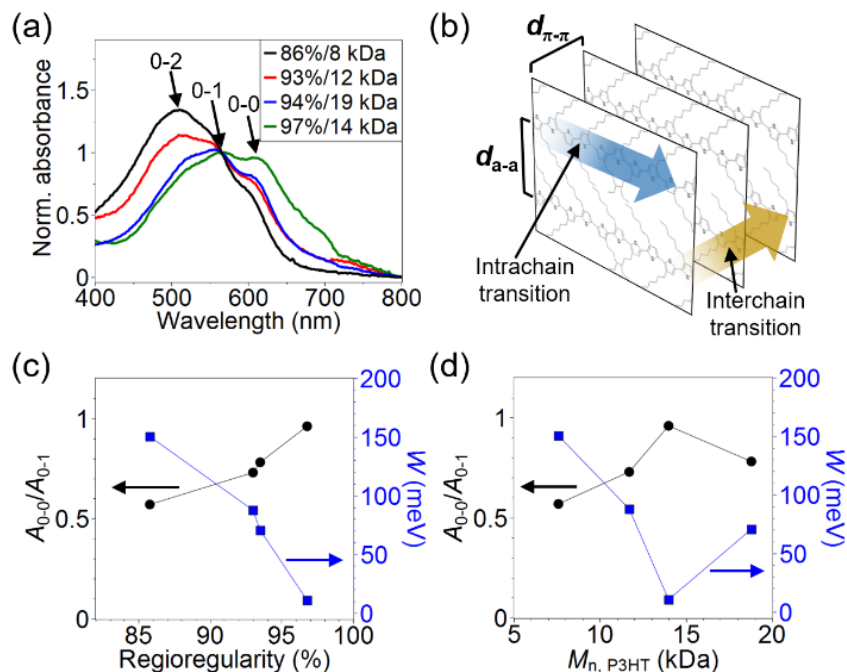 (a)
Norm. absorbance
1.5
1
0.5
0
0-2
0-1
0-0
86%/8 kDa
93%/12 kDa
94%/19 kDa
97%/14 kDa
400 500 600 700 800
Wavelength (nm)
(b)
dπ-π
da-a
Intrachain
transition
Interchain
transition
(c)
A0-0/A0-1
1
0.5
0
200
150
100
50
0
W (meV)
85 90 95 100
Regioregularity (%)
(d)
A0-0/A0-1
1
0.5
0
200
150
100
50
0
W (meV)
5 10 15 20
Mn, P3HT (kDa)